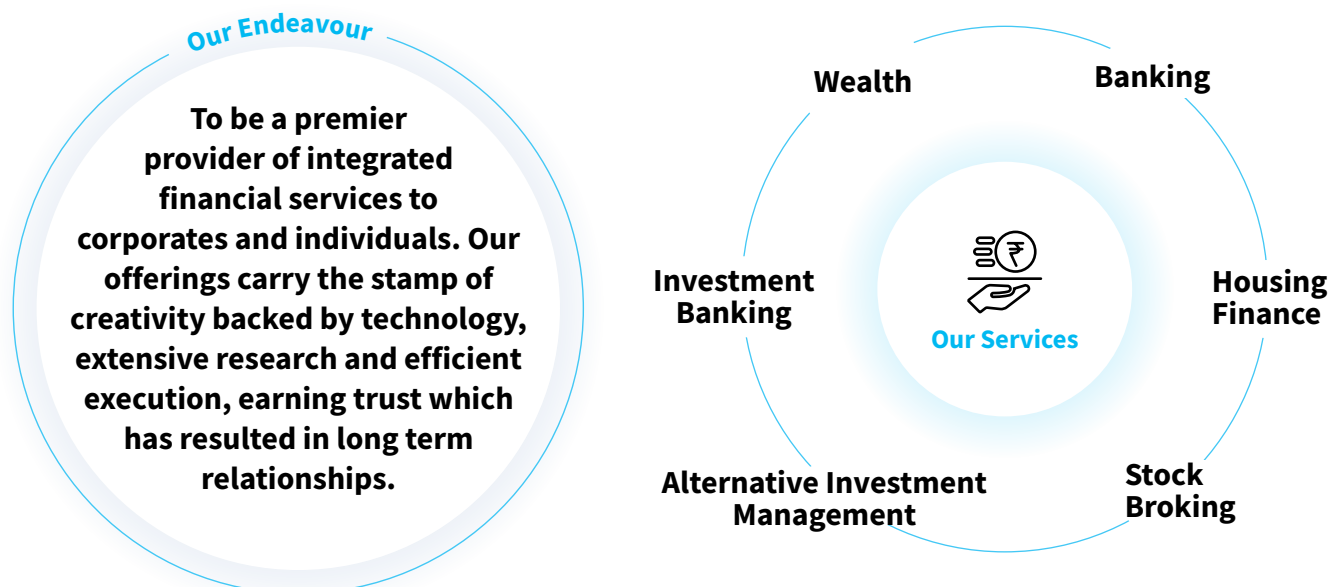 Our Endeavour
To be a premier
provider of integrated
financial services to
corporates and individuals. Our
offerings carry the stamp of
creativity backed by technology,
extensive research and efficient
execution, earning trust which
has resulted in long term
relationships.
Wealth
Banking
Investment
Banking
₹
Our Services
Housing
Finance
Alternative Investment
Management
Stock
Broking